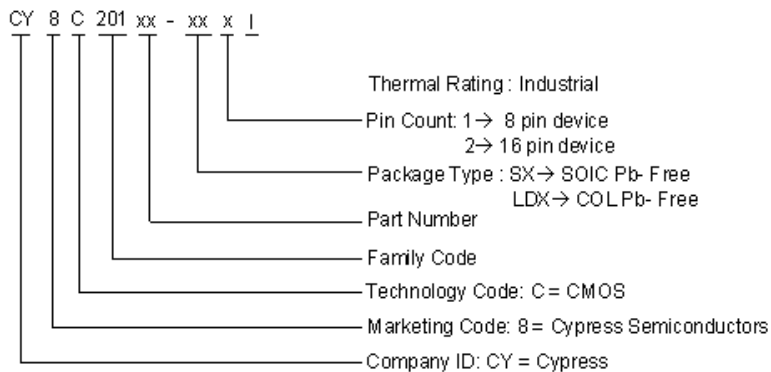 CY 8 C 201 xx - xx x I
Thermal Rating : Industrial
Pin Count: 1→ 8 pin device
2→ 16 pin device
Package Type : SX→ SOIC Pb- Free
LDX→ COL Pb- Free
Part Number
Family Code
Technology Code: C = CMOS
Marketing Code: 8 = Cypress Semiconductors
Company ID: CY = Cypress